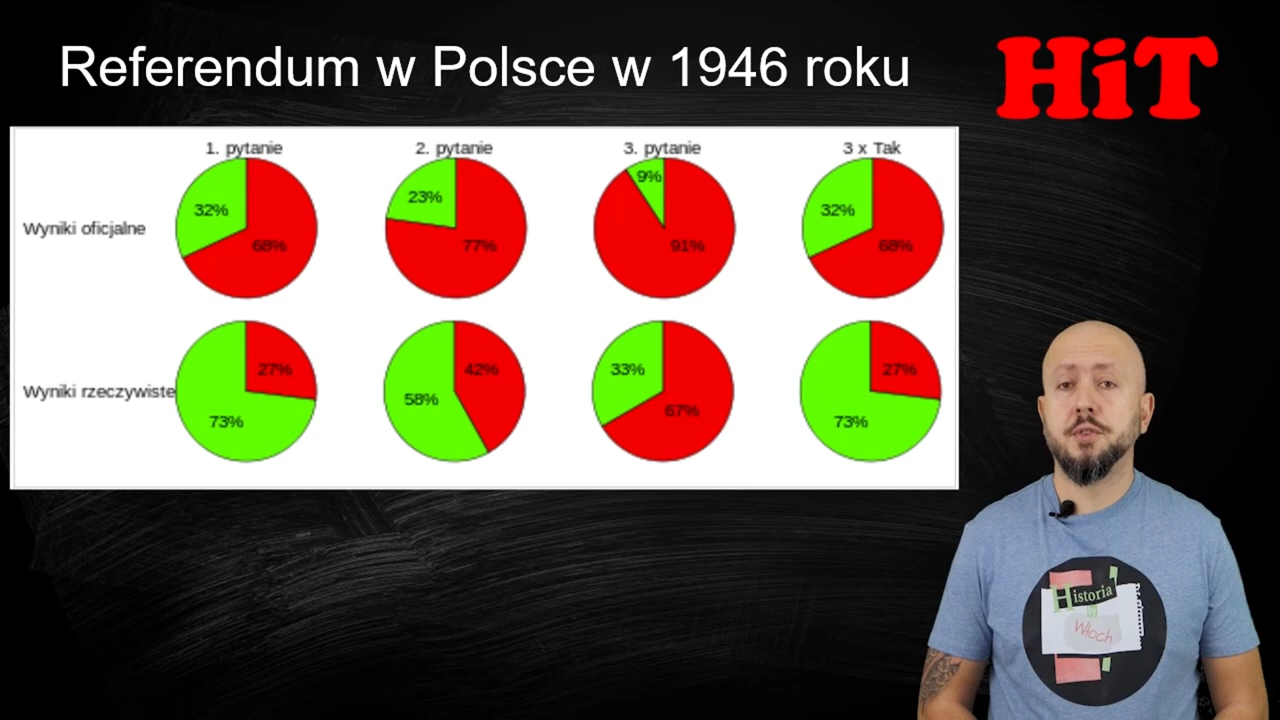 Referendum w Polsce w 1946 roku
HiT
1. pytanie 2. pytanie 3. pytanie 3 x Tak
Wyniki oficjalne
32% 68% 23% 77% 9% 91% 32% 68%
Wyniki rzeczywiste
27% 73% 42% 58% 33% 67% 27% 73%
Historia
by
Włoch